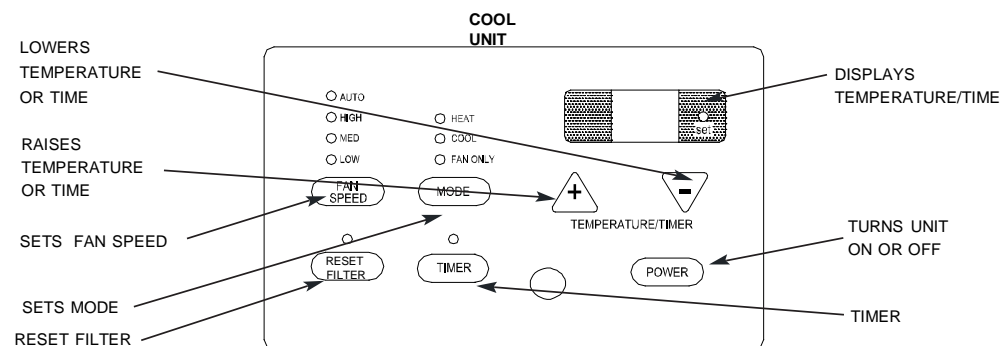 COOL
UNIT
LOWERS
TEMPERATURE
OR TIME
DISPLAYS
TEMPERATURE/TIME
AUTO
HIGH
MED
LOW
HEAT
COOL
FAN ONLY
set
RAISES
TEMPERATURE
OR TIME
FAN
SPEED
MODE
+
-
TEMPERATURE/TIMER
SETS FAN SPEED
TURNS UNIT
ON OR OFF
RESET
FILTER
TIMER
POWER
SETS MODE
TIMER
RESET FILTER